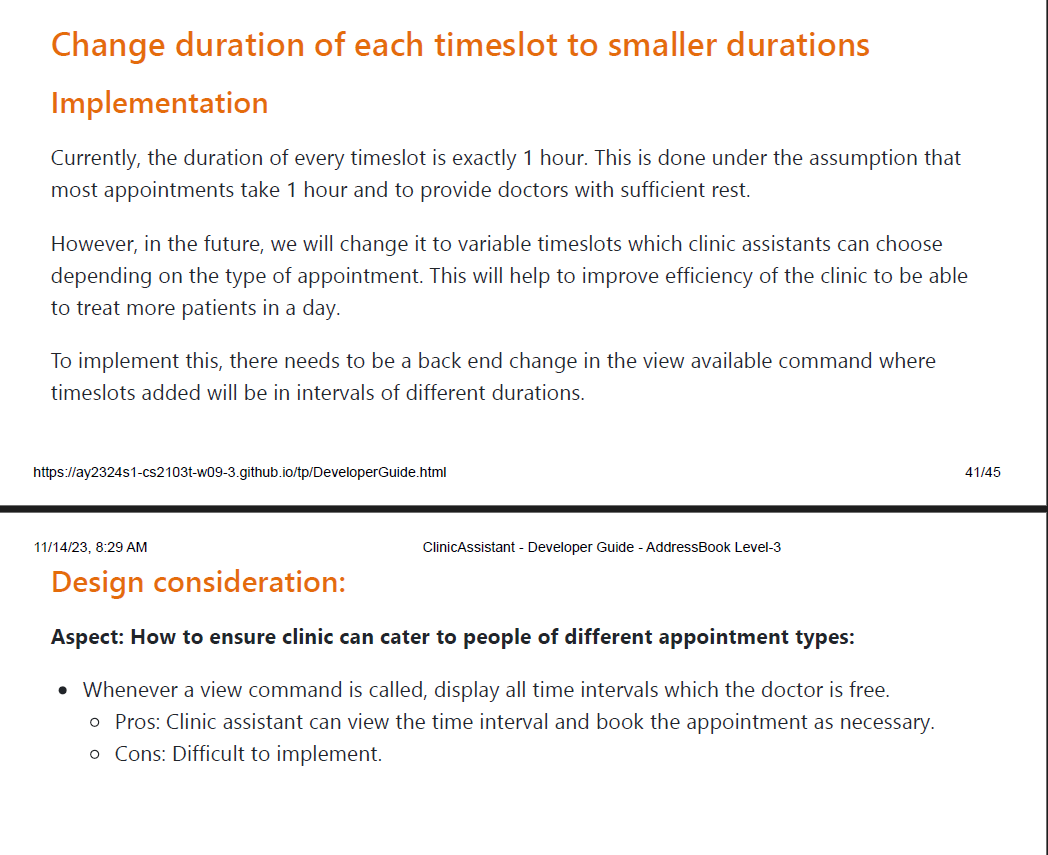 Change duration of each timeslot to smaller durations
Implementation
Currently, the duration of every timeslot is exactly 1 hour. This is done under the assumption that
most appointments take 1 hour and to provide doctors with sufficient rest.
However, in the future, we will change it to variable timeslots which clinic assistants can choose
depending on the type of appointment. This will help to improve efficiency of the clinic to be able
to treat more patients in a day.
To implement this, there needs to be a back end change in the view available command where
timeslots added will be in intervals of different durations.
https://ay2324s1-cs2103t-w09-3.github.io/tp/DeveloperGuide.html 41/45
11/14/23, 8:29 AM ClinicAssistant - Developer Guide - AddressBook Level-3
Design consideration:
Aspect: How to ensure clinic can cater to people of different appointment types:
• Whenever a view command is called, display all time intervals which the doctor is free.
○ Pros: Clinic assistant can view the time interval and book the appointment as necessary.
○ Cons: Difficult to implement.